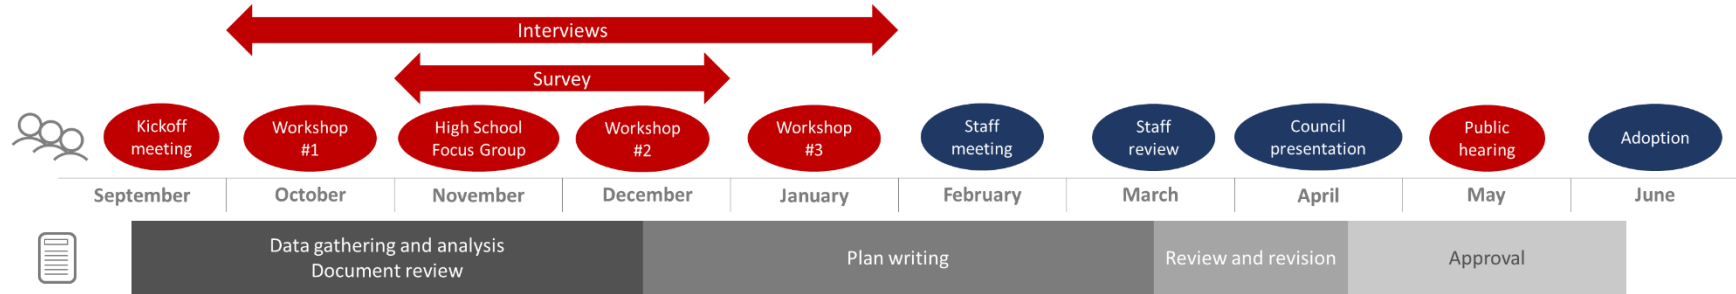 Interviews
Survey
Kickoff
meeting
Workshop
#1
High School
Focus Group
Workshop
#2
Workshop
#3
Staff
meeting
Staff
review
Council
presentation
Public
hearing
Adoption
September
October
November
December
January
February
March
April
May
June
Data gathering and analysis
Document review
Plan writing
Review and revision
Approval